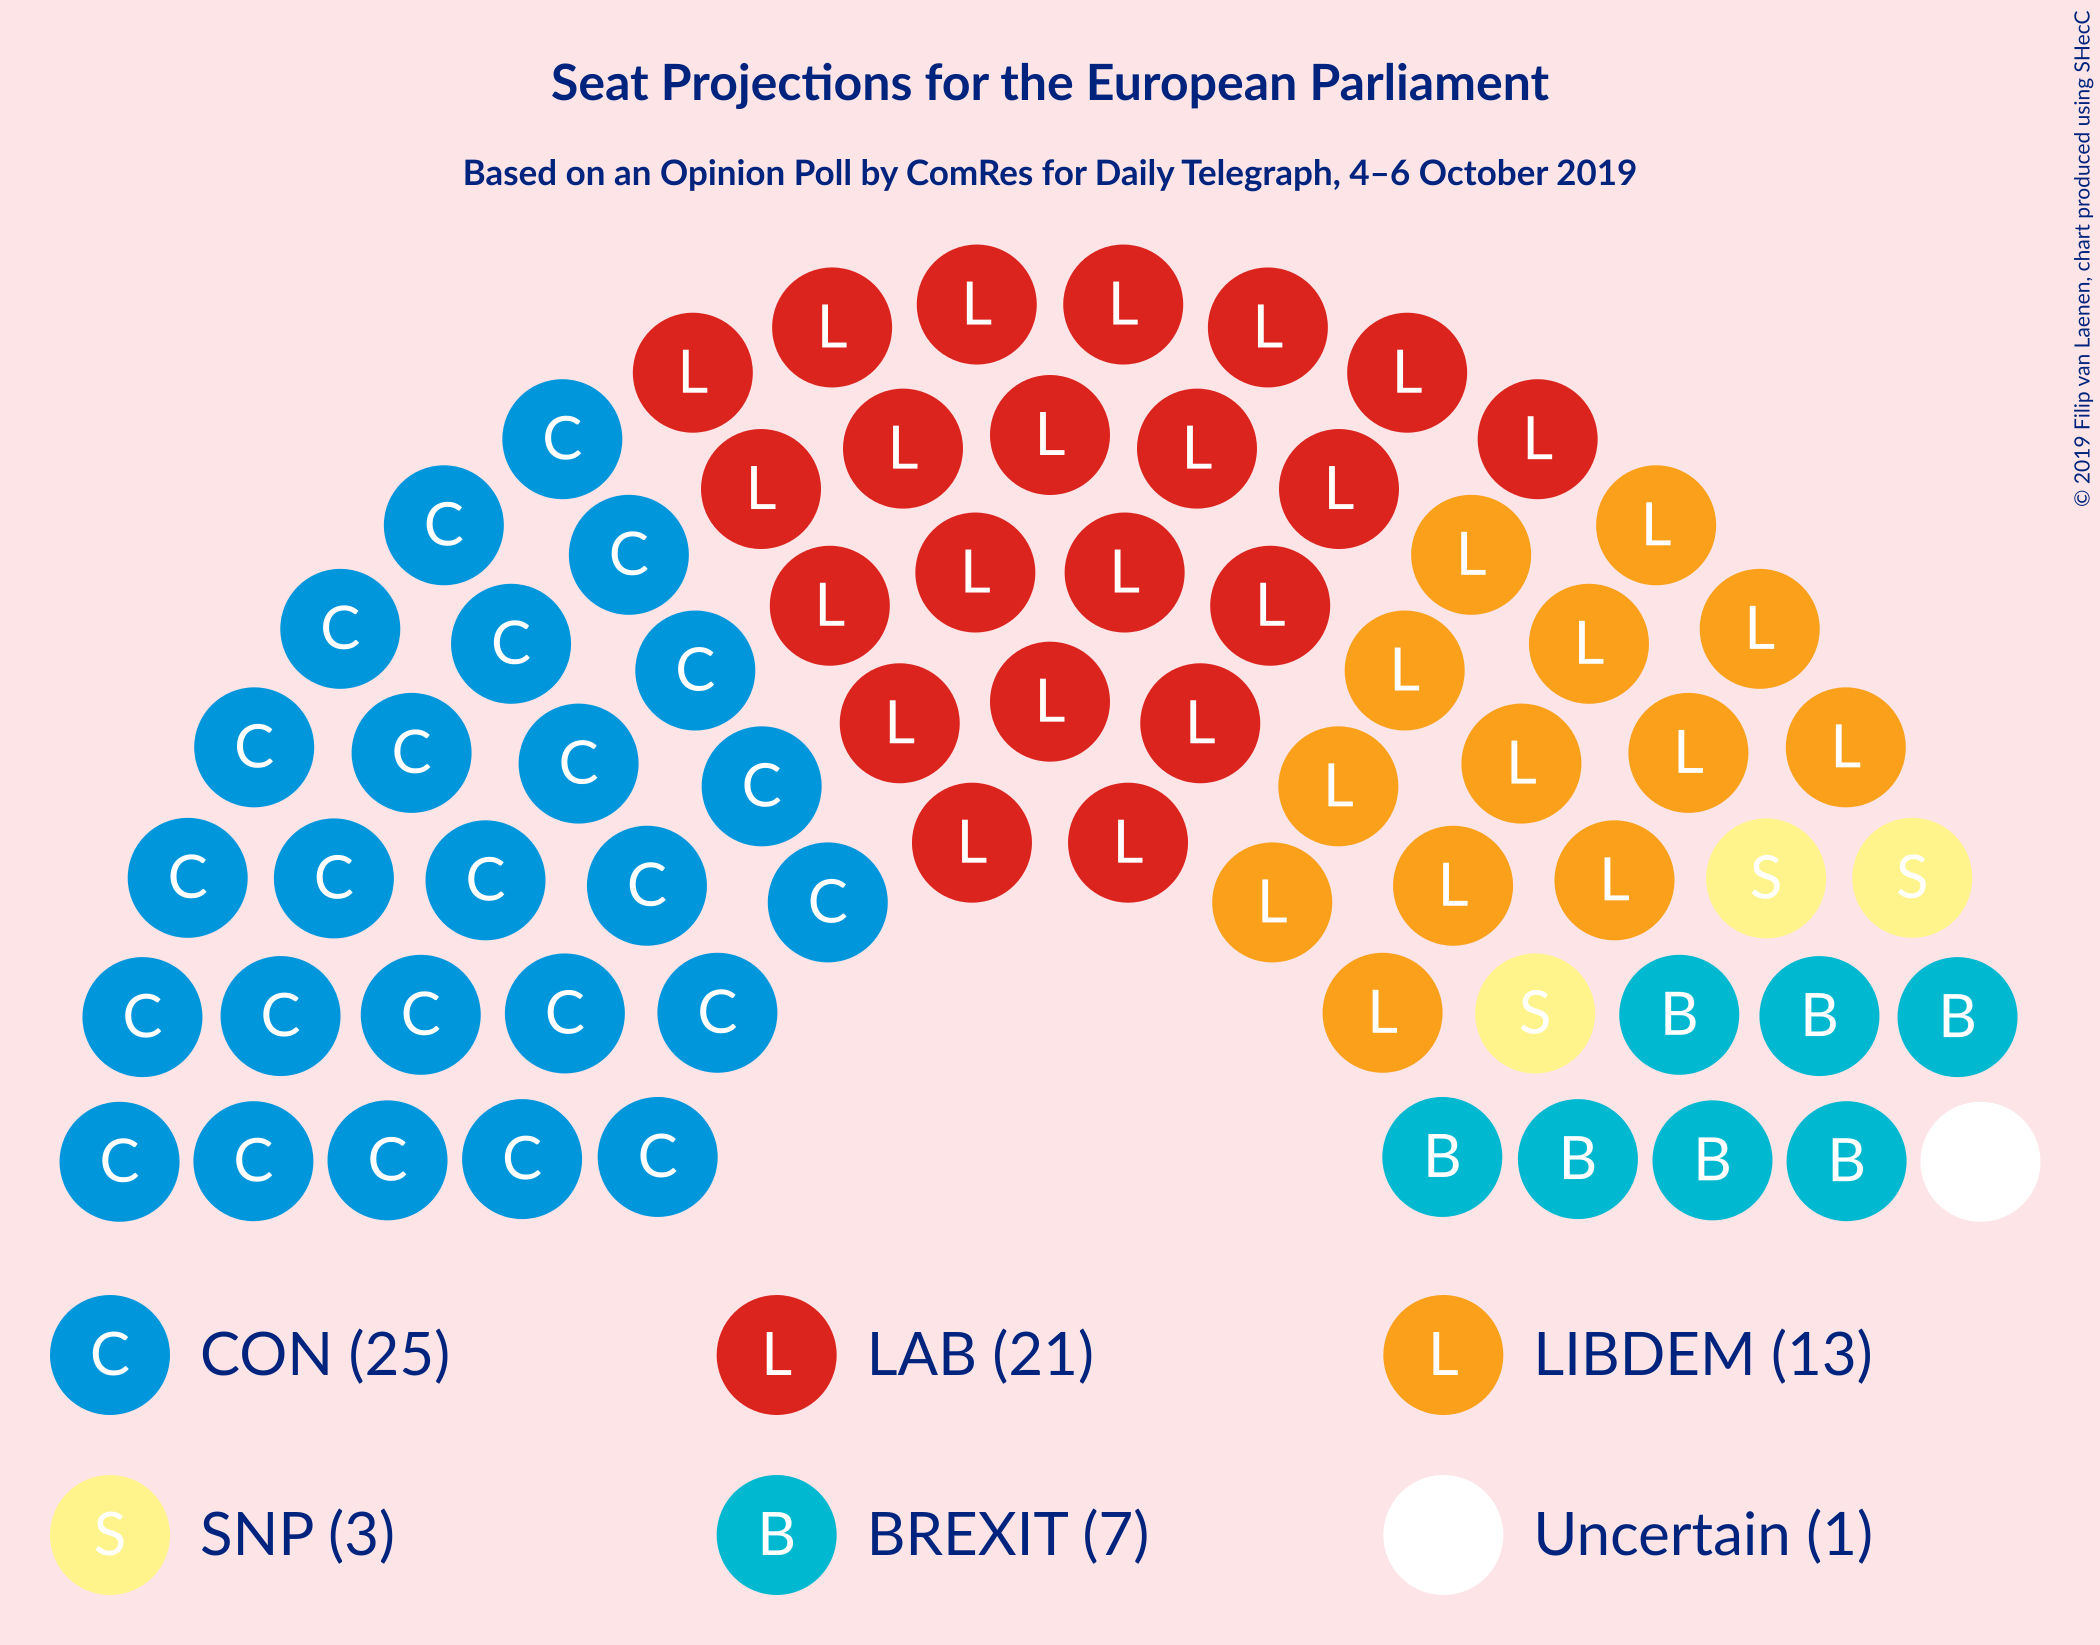 Seat Projections for the European Parliament
Based on an Opinion Poll by ComRes for Daily Telegraph, 4–6 October 2019
© 2019 Filip van Laenen, chart produced using SHecC
L L L L
L L L
C L
L L L
L L
C L
C L
L L L L
C L
C L
C L
L L L
C L
C L
C L
C L
L L
C L
C C C C S S
C L L L
C C C C C L S B B B
C C C C C B B B B
C CON (25) L LAB (21) L LIBDEM (13)
S SNP (3) B BREXIT (7) Uncertain (1)